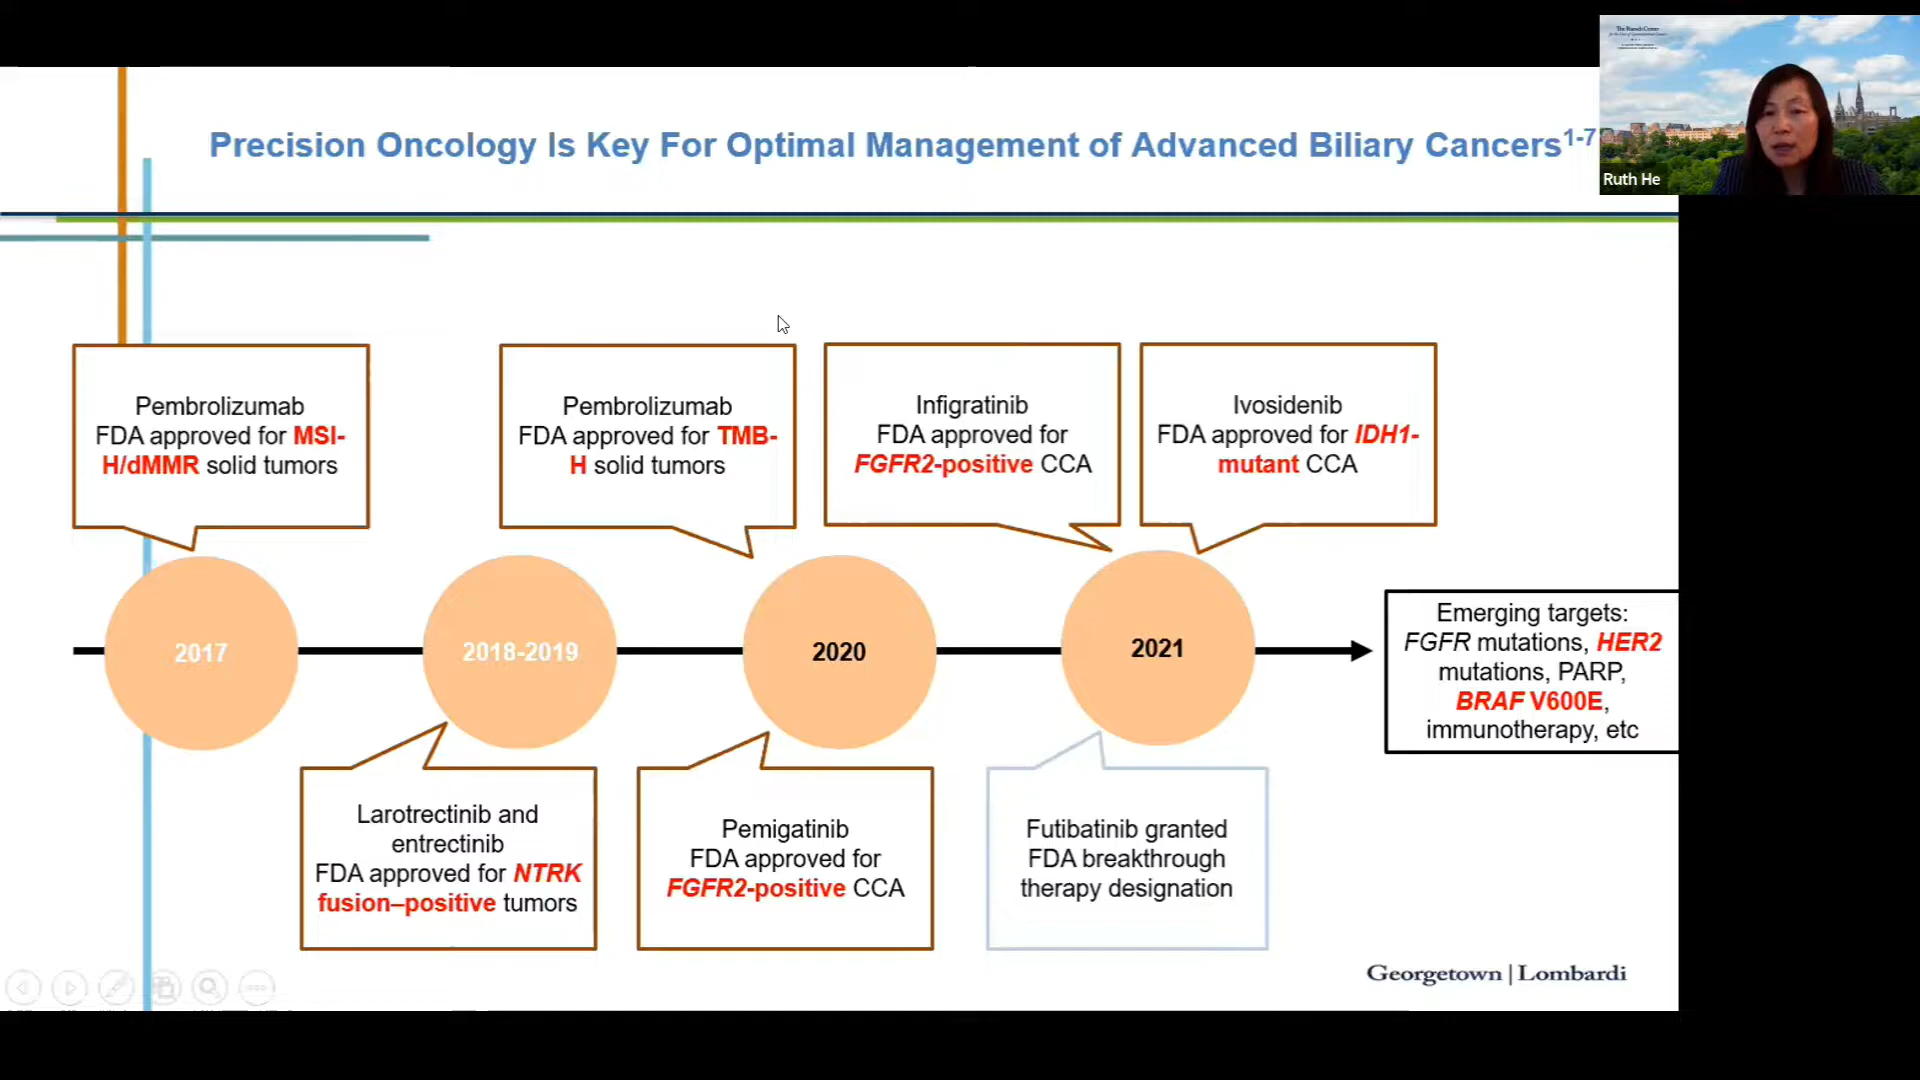 The Ruesch Center
Precision Oncology Is Key For Optimal Management of Advanced Biliary Cancers1-7
Ruth He
Pembrolizumab
FDA approved for MSI-
H/dMMR solid tumors
Pembrolizumab
FDA approved for TMB-
H solid tumors
Infigratinib
FDA approved for
FGFR2-positive CCA
Ivosidenib
FDA approved for IDH1-
mutant CCA
2017
2018-2019
2020
2021
Emerging targets:
FGFR mutations, HER2
mutations, PARP,
BRAF V600E,
immunotherapy, etc
Larotrectinib and
entrectinib
FDA approved for NTRK
fusion–positive tumors
Pemigatinib
FDA approved for
FGFR2-positive CCA
Futibatinib granted
FDA breakthrough
therapy designation
Georgetown | Lombardi